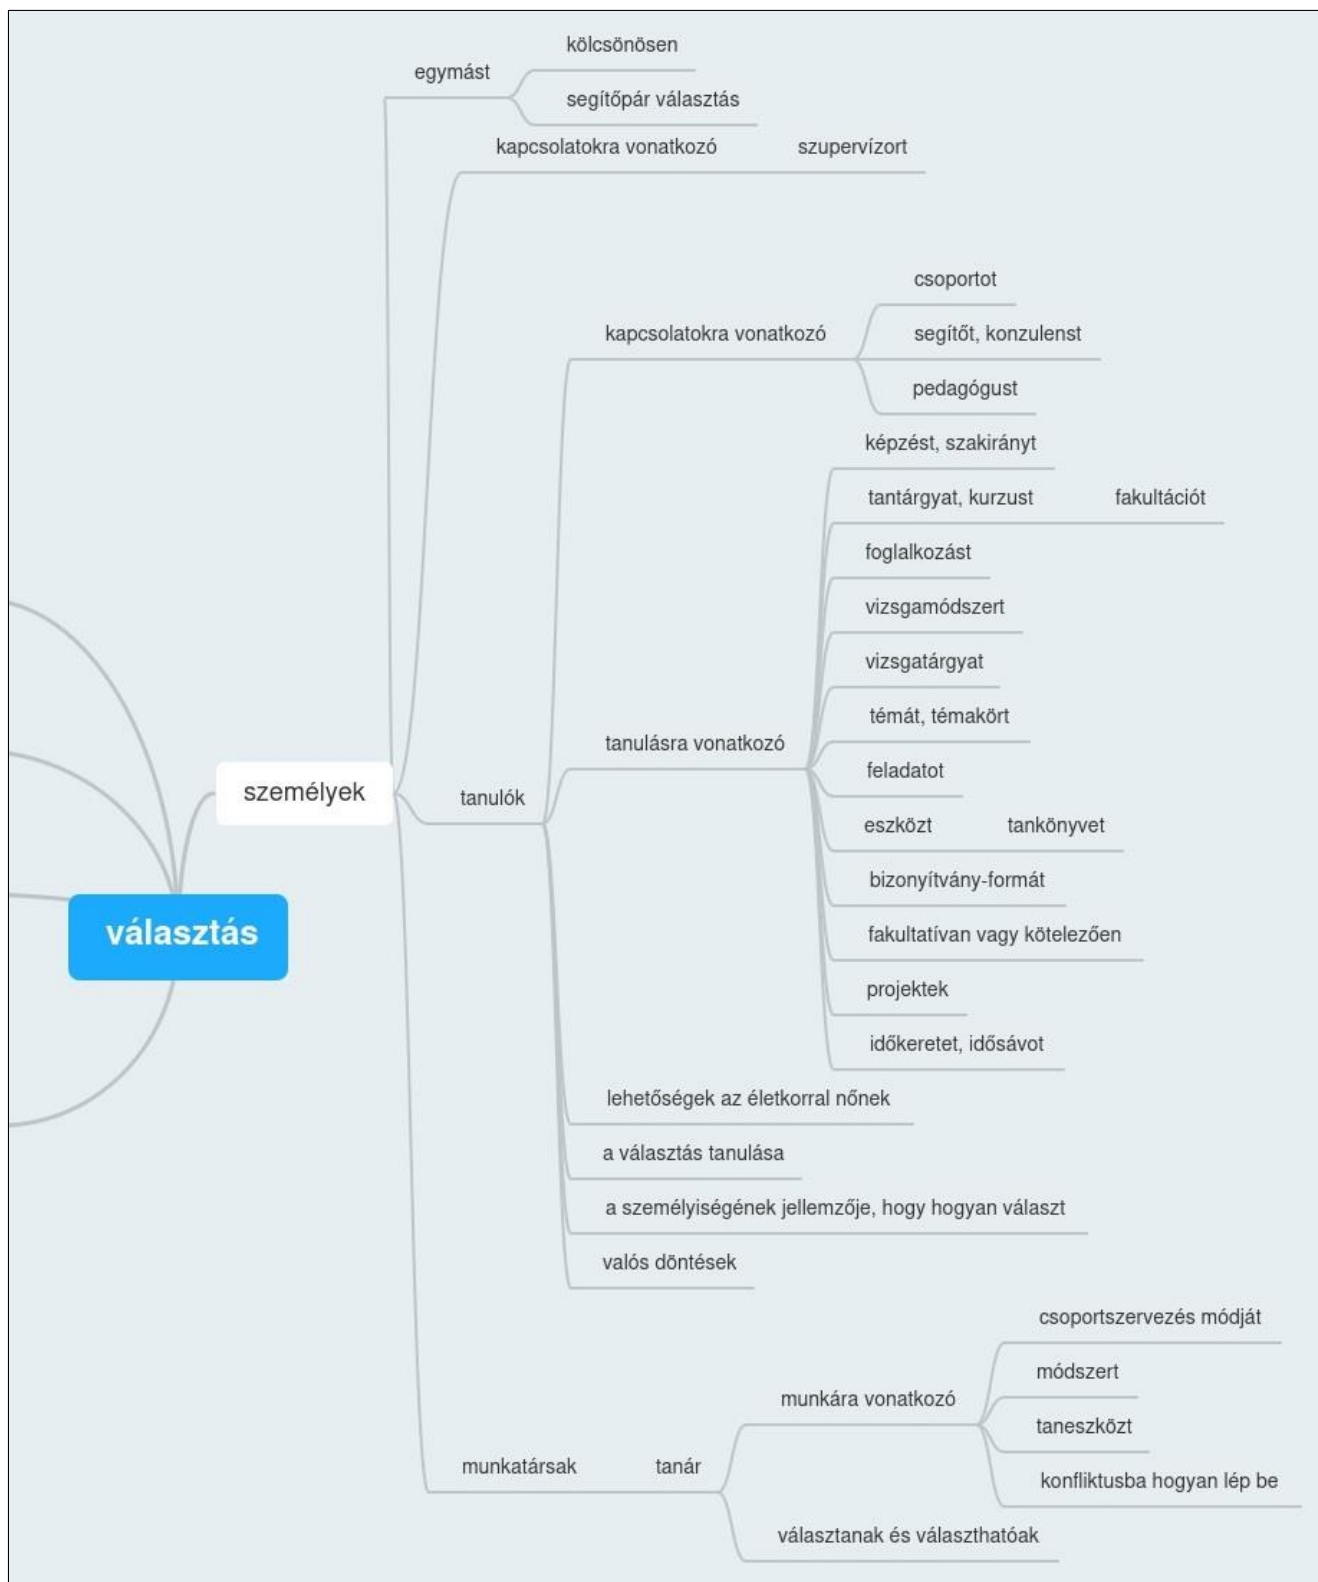 kölcsönösen
egymást
segítőpár választás
kapcsolatokra vonatkozó szupervízort
csoportot
kapcsolatokra vonatkozó segítőt, konzulenst
pedagógust
képzést, szakirányt
tantárgyat, kurzust fakultációt
foglalkozást
vizsgamódszert
vizsgatárgyat
témát, témakört
tanulásra vonatkozó
feladatot
személyek
tanulók
eszközt tankönyvet
bizonyítvány-formát
választás
fakultatívan vagy kötelezően
projektek
időkeretet, idősávot
lehetőségek az életkorral nőnek
a választás tanulása
a személyiségének jellemzője, hogy hogyan választ
valós döntések
csoportszervezés módját
módszert
munkára vonatkozó
taneszközt
munkatársak tanár
konfliktusba hogyan lép be
választanak és választhatóak